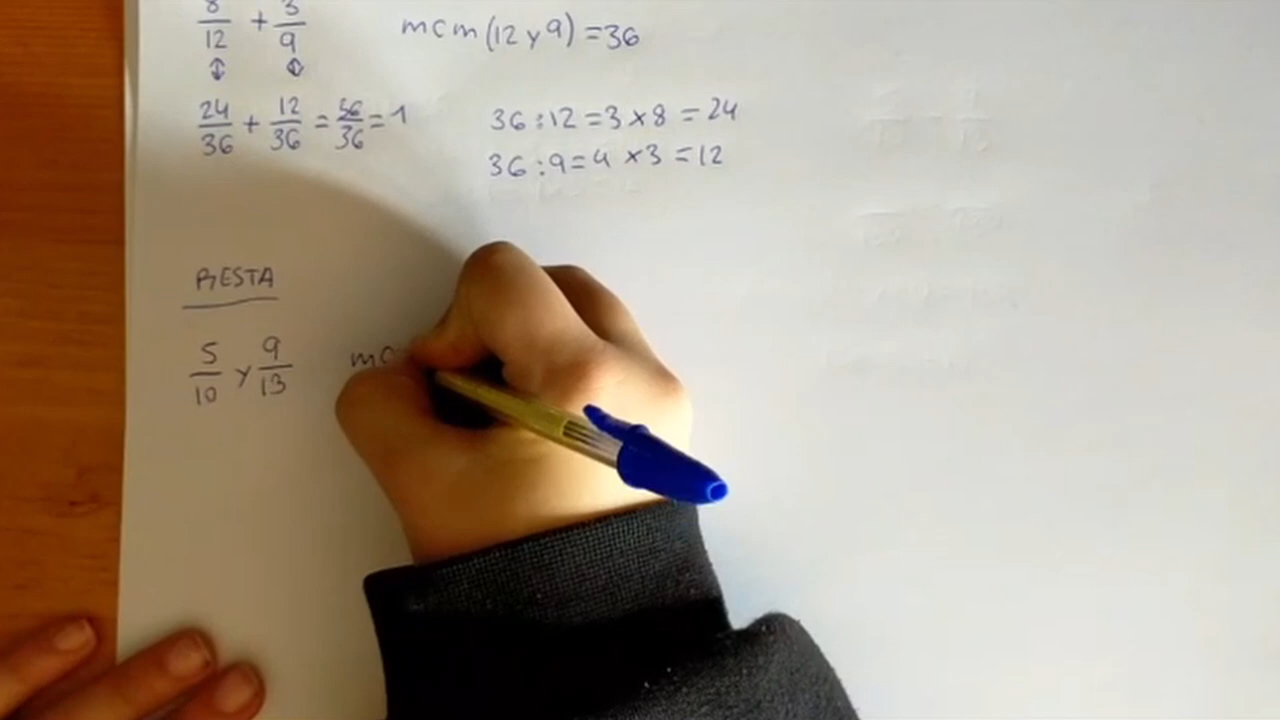 8/12 + 3/9 mcm (12 y 9) = 36
↕ ↕
24/36 + 12/36 = 36/36 = 1 36 : 12 = 3 x 8 = 24
36 : 9 = 4 x 3 = 12
RESTA
5/10 y 9/13 mc